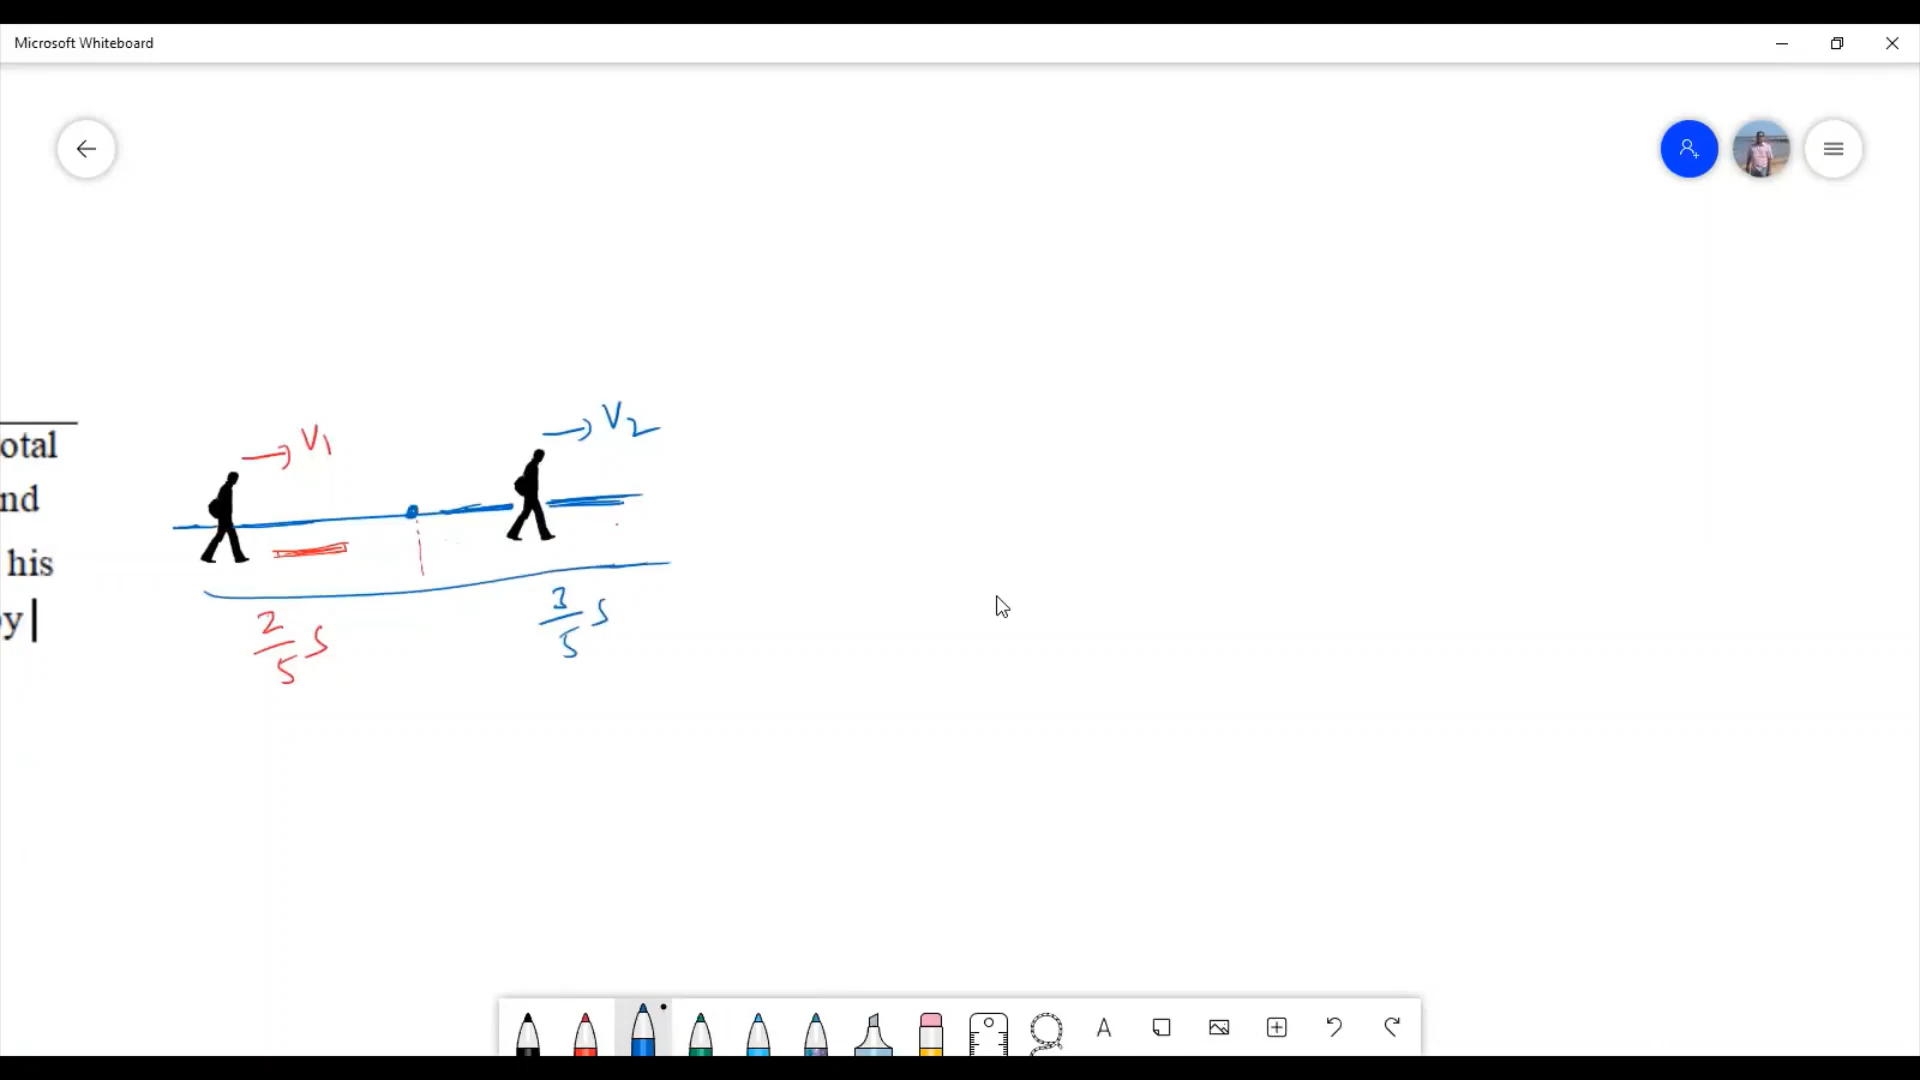 Microsoft Whiteboard
otal
nd
his
y
→ V1
→ V2
2/5 S
3/5 S
A